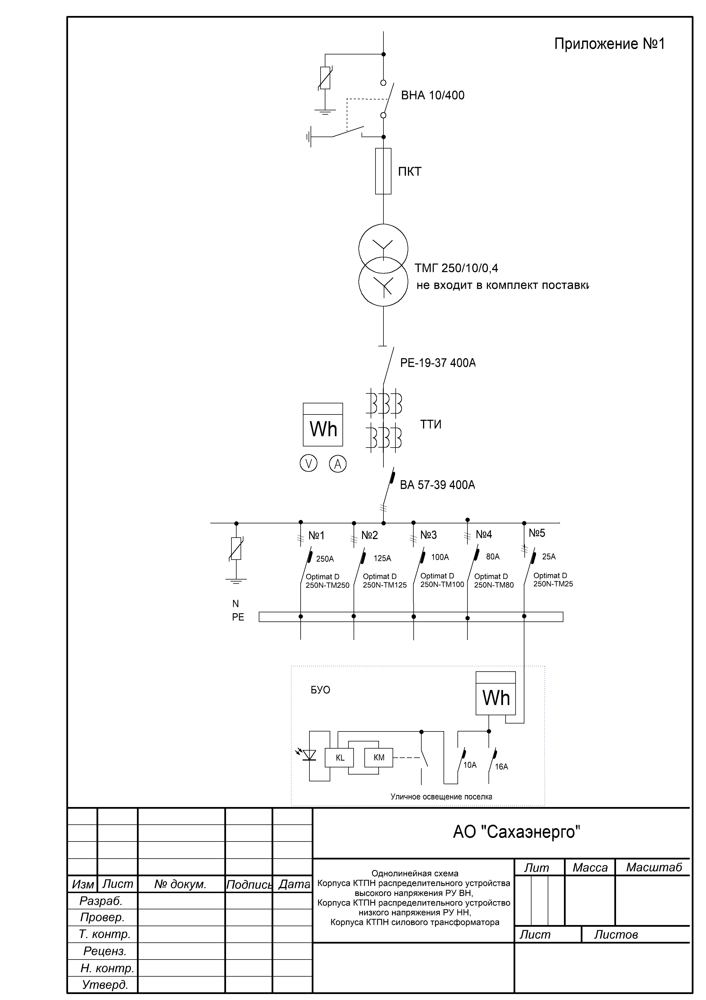 Приложение №1
ВНА 10/400
ПКТ
ТМГ 250/10/0,4
не входит в комплект поставки
РЕ-19-37 400А
Wh
ТТИ
V
A
ВА 57-39 400А
№1
№2
№3
№4
№5
250А
125А
100А
80А
25А
Optimat D
250N-TM250
Optimat D
250N-TM125
Optimat D
250N-TM100
Optimat D
250N-TM80
Optimat D
250N-TM25
N
PE
БУО
Wh
KL
KM
10А
16А
Уличное освещение поселка
АО "Сахаэнерго"
Однолинейная схема
Корпуса КТПН распределительного устройства
высокого напряжения РУ ВН,
Корпуса КТПН распределительного устройство
низкого напряжения РУ НН,
Корпуса КТПН силового трансформатора
Лит
Масса
Масштаб
Изм
Лист
№ докум.
Подпись
Дата
Разраб.
Провер.
Т. контр.
Реценз.
Н. контр.
Утверд.
Лист
Листов